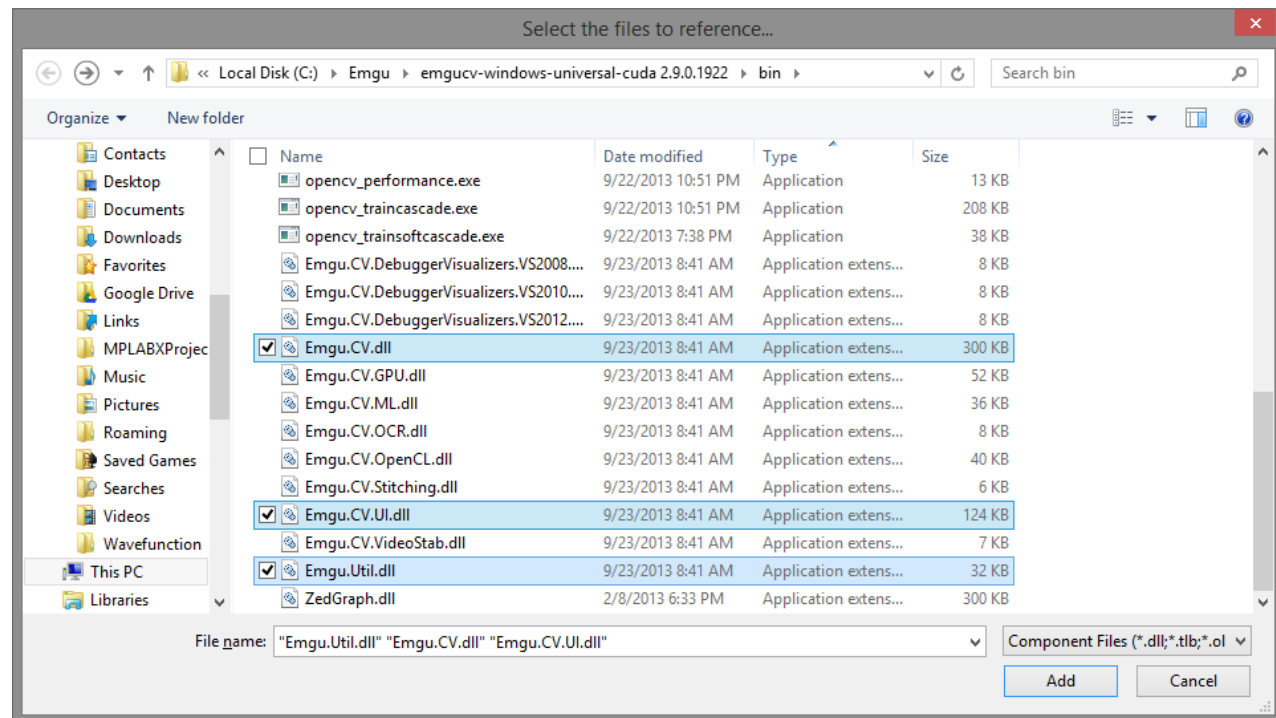 Select the files to reference...
« Local Disk (C:) Emgu emgucv-windows-universal-cuda 2.9.0.1922 bin Search bin
Organize New folder
Contacts
Desktop
Documents
Downloads
Favorites
Google Drive
Links
MPLABXProjec
Music
Pictures
Roaming
Saved Games
Searches
Videos
Wavefunction
This PC
Libraries
Name Date modified Type Size
opencv_performance.exe 9/22/2013 10:51 PM Application 13 KB
opencv_traincascade.exe 9/22/2013 10:51 PM Application 208 KB
opencv_trainsoftcascade.exe 9/22/2013 7:38 PM Application 38 KB
Emgu.CV.DebuggerVisualizers.VS2008.... 9/23/2013 8:41 AM Application extens... 8 KB
Emgu.CV.DebuggerVisualizers.VS2010.... 9/23/2013 8:41 AM Application extens... 8 KB
Emgu.CV.DebuggerVisualizers.VS2012.... 9/23/2013 8:41 AM Application extens... 8 KB
Emgu.CV.dll 9/23/2013 8:41 AM Application extens... 300 KB
Emgu.CV.GPU.dll 9/23/2013 8:41 AM Application extens... 52 KB
Emgu.CV.ML.dll 9/23/2013 8:41 AM Application extens... 36 KB
Emgu.CV.OCR.dll 9/23/2013 8:41 AM Application extens... 8 KB
Emgu.CV.OpenCL.dll 9/23/2013 8:41 AM Application extens... 40 KB
Emgu.CV.Stitching.dll 9/23/2013 8:41 AM Application extens... 6 KB
Emgu.CV.UI.dll 9/23/2013 8:41 AM Application extens... 124 KB
Emgu.CV.VideoStab.dll 9/23/2013 8:41 AM Application extens... 7 KB
Emgu.Util.dll 9/23/2013 8:41 AM Application extens... 32 KB
ZedGraph.dll 2/8/2013 6:33 PM Application extens... 300 KB
File name: "Emgu.Util.dll" "Emgu.CV.dll" "Emgu.CV.UI.dll" Component Files (*.dll;*.tlb;*.ol
Add Cancel